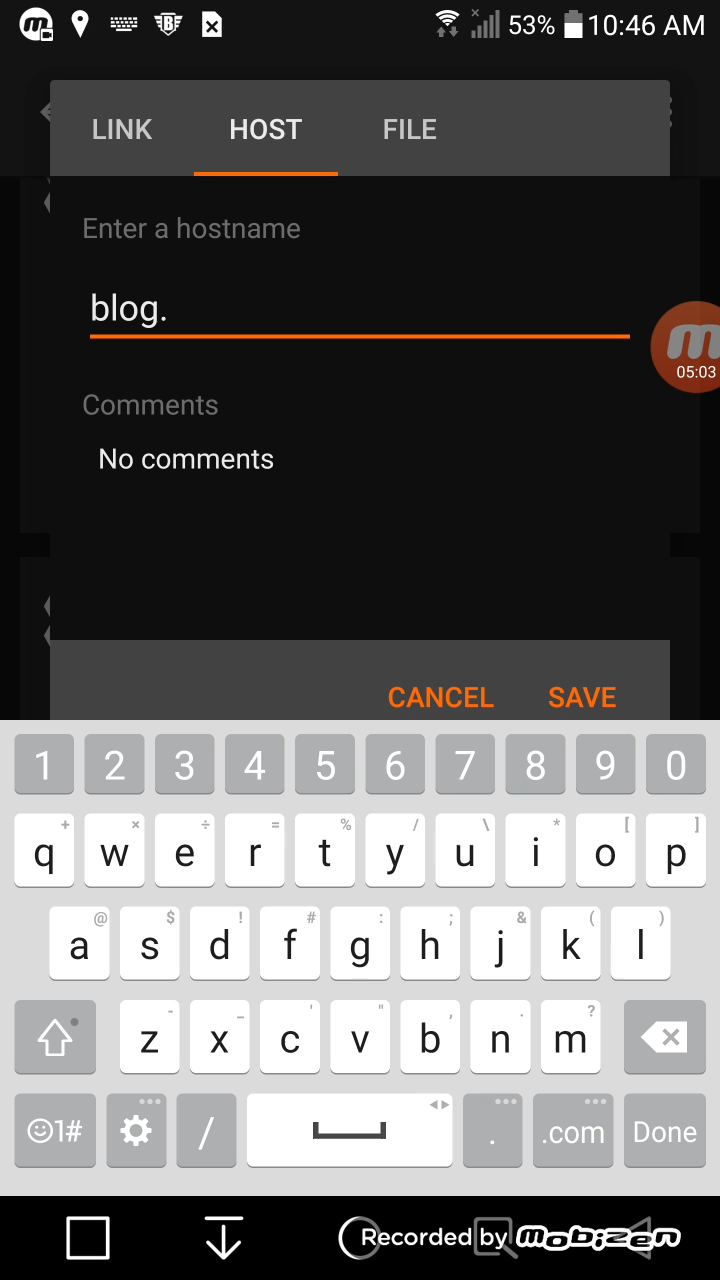 53% 10:46 AM
LINK HOST FILE
Enter a hostname
blog.
05:03
Comments
No comments
CANCEL SAVE
1 2 3 4 5 6 7 8 9 0
+ × ÷ = % / \ * [ ]
q w e r t y u i o p
@ $ ! # : ; & ( )
a s d f g h j k l
- _ ' " , . ?
z x c v b n m
1# / . .com Done
Recorded by mobizen